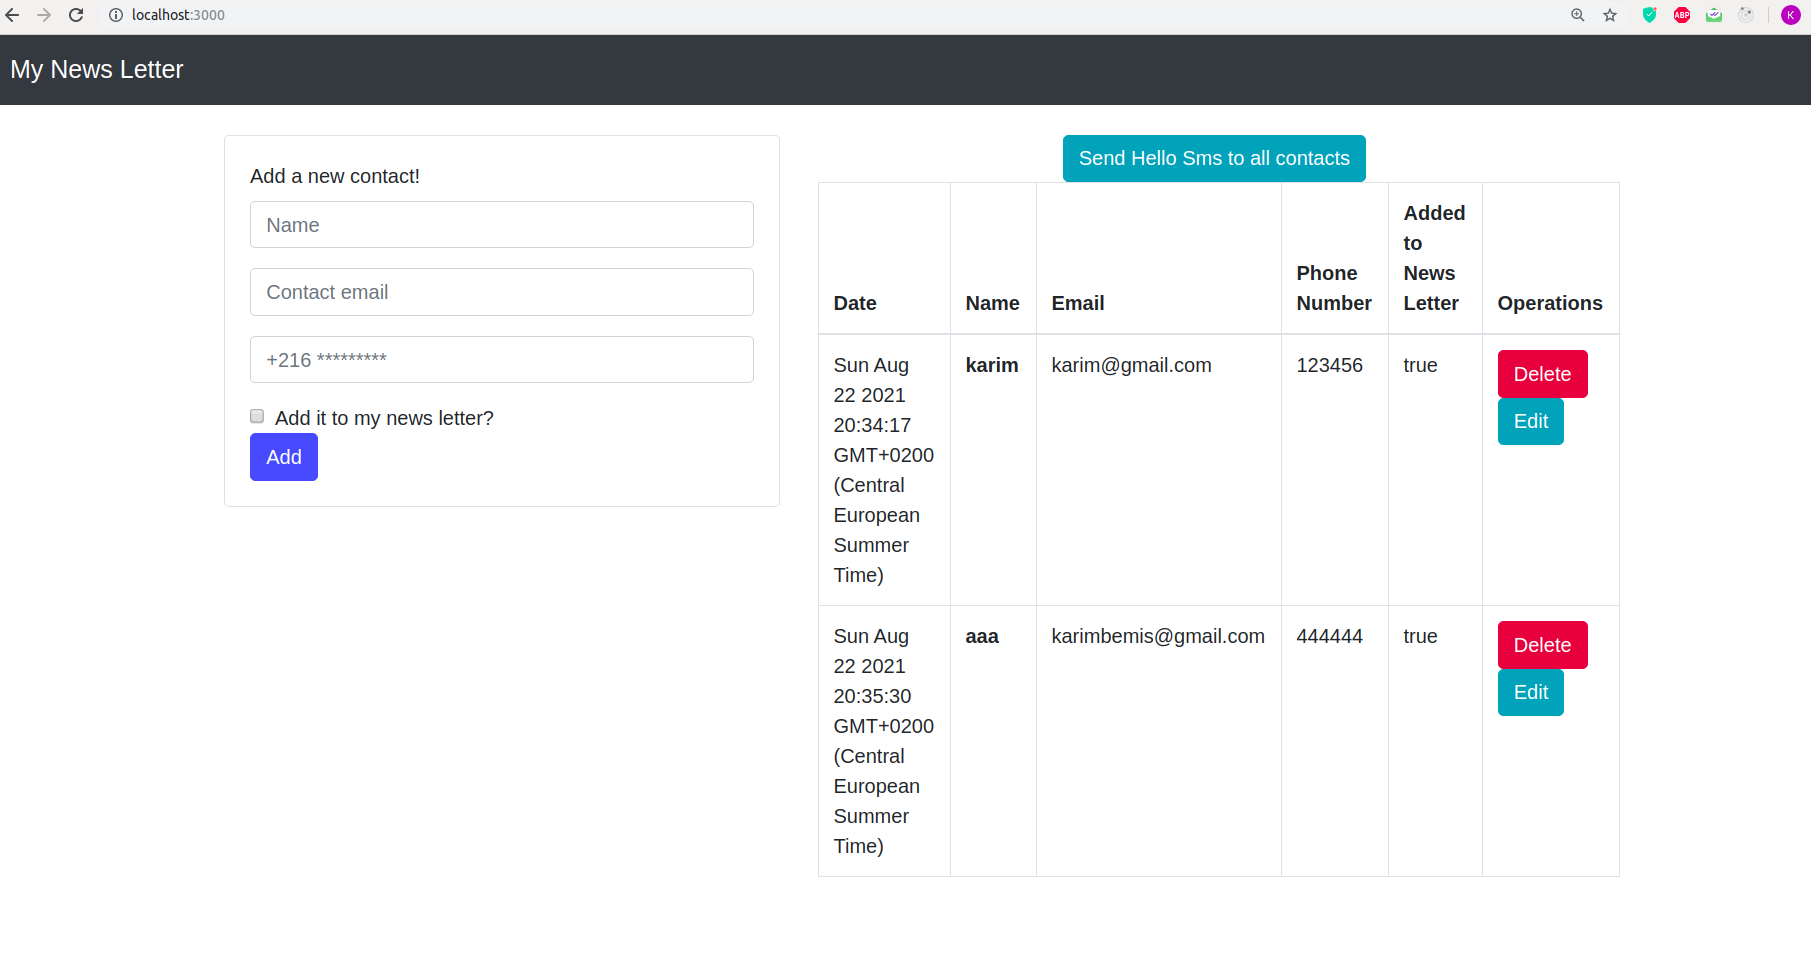 localhost:3000
ABP
K
My News Letter
Add a new contact!
Name
Contact email
+216 *********
Add it to my news letter?
Add
Send Hello Sms to all contacts
Date
Name
Email
Phone
Number
Added
to
News
Letter
Operations
Sun Aug
22 2021
20:34:17
GMT+0200
(Central
European
Summer
Time)
karim
karim@gmail.com
123456
true
Delete
Edit
Sun Aug
22 2021
20:35:30
GMT+0200
(Central
European
Summer
Time)
aaa
karimbemis@gmail.com
444444
true
Delete
Edit